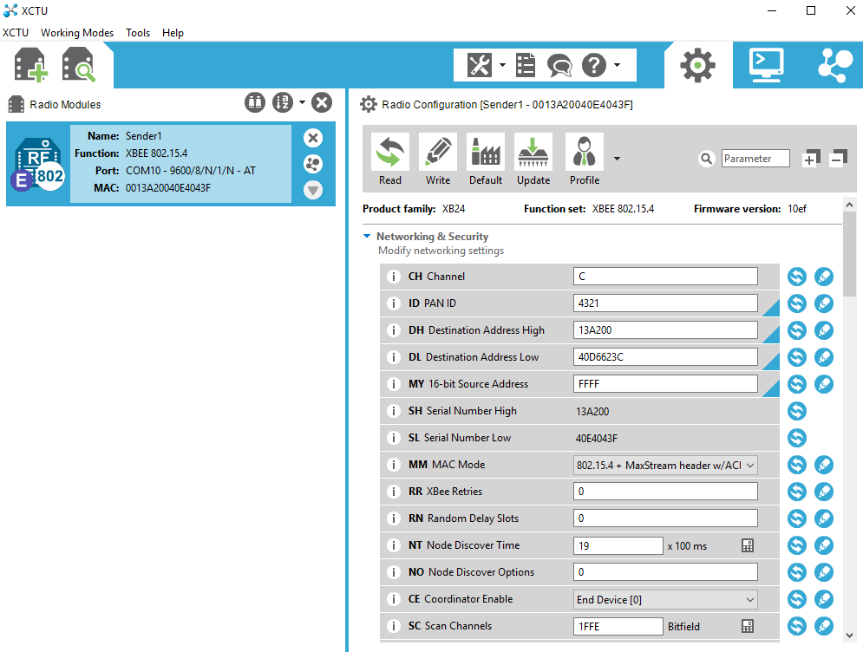 XCTU
XCTU Working Modes Tools Help
Radio Modules
Radio Configuration [Sender1 - 0013A20040E4043F]
RF
E 802
Name: Sender1
Function: XBEE 802.15.4
Port: COM10 - 9600/8/N/1/N - AT
MAC: 0013A20040E4043F
Read Write Default Update Profile
Parameter
Product family: XB24 Function set: XBEE 802.15.4 Firmware version: 10ef
Networking & Security
Modify networking settings
i CH Channel C
i ID PAN ID 4321
i DH Destination Address High 13A200
i DL Destination Address Low 40D6623C
i MY 16-bit Source Address FFFF
i SH Serial Number High 13A200
i SL Serial Number Low 40E4043F
i MM MAC Mode 802.15.4 + MaxStream header w/ACI
i RR XBee Retries 0
i RN Random Delay Slots 0
i NT Node Discover Time 19 x 100 ms
i NO Node Discover Options 0
i CE Coordinator Enable End Device [0]
i SC Scan Channels 1FFE Bitfield